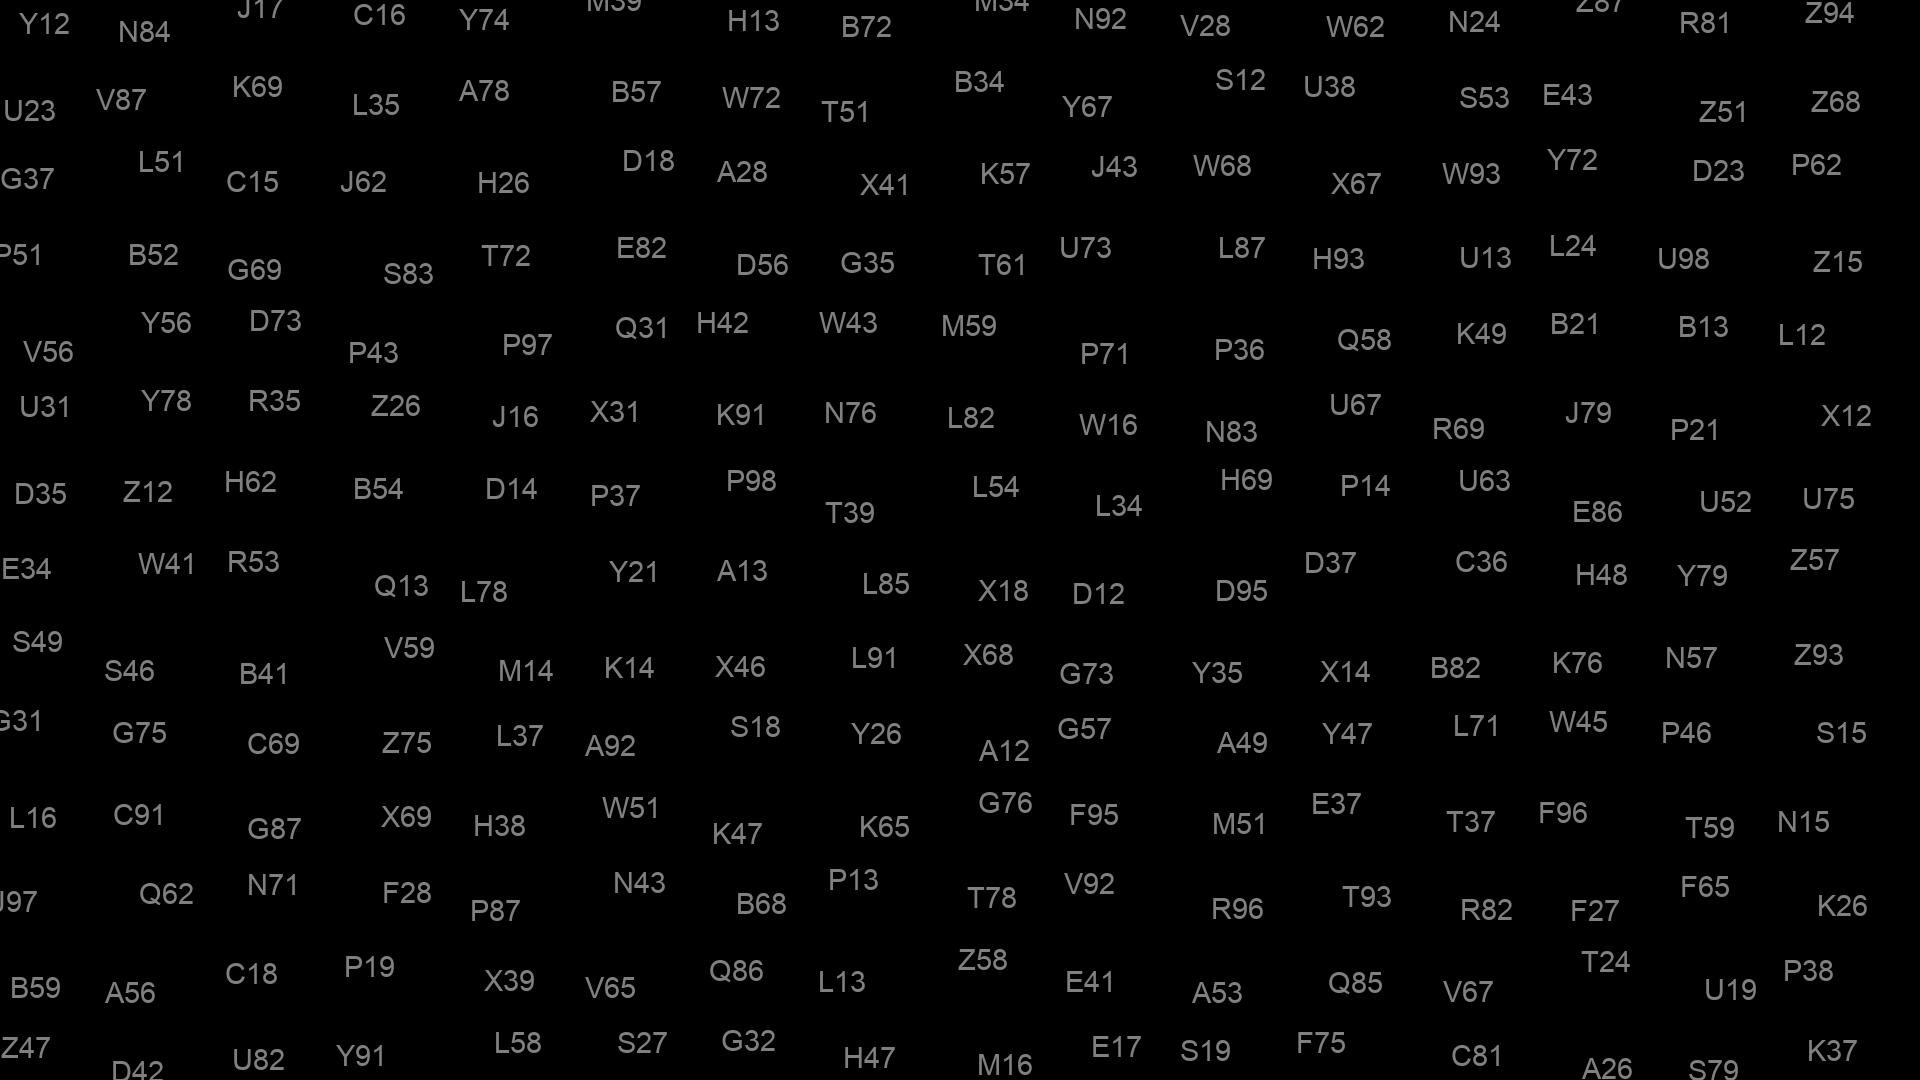 Y12 N84 J17 C16 Y74 M39 H13 B72 M34 N92 V28 W62 N24 Z87 R81 Z94
U23 V87 K69 L35 A78 B57 W72 T51 B34 Y67 S12 U38 S53 E43 Z51 Z68
G37 L51 C15 J62 H26 D18 A28 X41 K57 J43 W68 X67 W93 Y72 D23 P62
P51 B52 G69 S83 T72 E82 D56 G35 T61 U73 L87 H93 U13 L24 U98 Z15
V56 Y56 D73 P43 P97 Q31 H42 W43 M59 P71 P36 Q58 K49 B21 B13 L12
U31 Y78 R35 Z26 J16 X31 K91 N76 L82 W16 N83 U67 R69 J79 P21 X12
D35 Z12 H62 B54 D14 P37 P98 T39 L54 L34 H69 P14 U63 E86 U52 U75
E34 W41 R53 Q13 L78 Y21 A13 L85 X18 D12 D95 D37 C36 H48 Y79 Z57
S49 S46 B41 V59 M14 K14 X46 L91 X68 G73 Y35 X14 B82 K76 N57 Z93
G31 G75 C69 Z75 L37 A92 S18 Y26 A12 G57 A49 Y47 L71 W45 P46 S15
L16 C91 G87 X69 H38 W51 K47 K65 G76 F95 M51 E37 T37 F96 T59 N15
Q62 N71 F28 P87 N43 B68 P13 T78 V92 R96 T93 R82 F27 F65 K26
B59 A56 C18 P19 X39 V65 Q86 L13 Z58 E41 A53 Q85 V67 T24 U19 P38
Z47 D42 U82 Y91 L58 S27 G32 H47 M16 E17 S19 F75 C81 A26 S79 K37